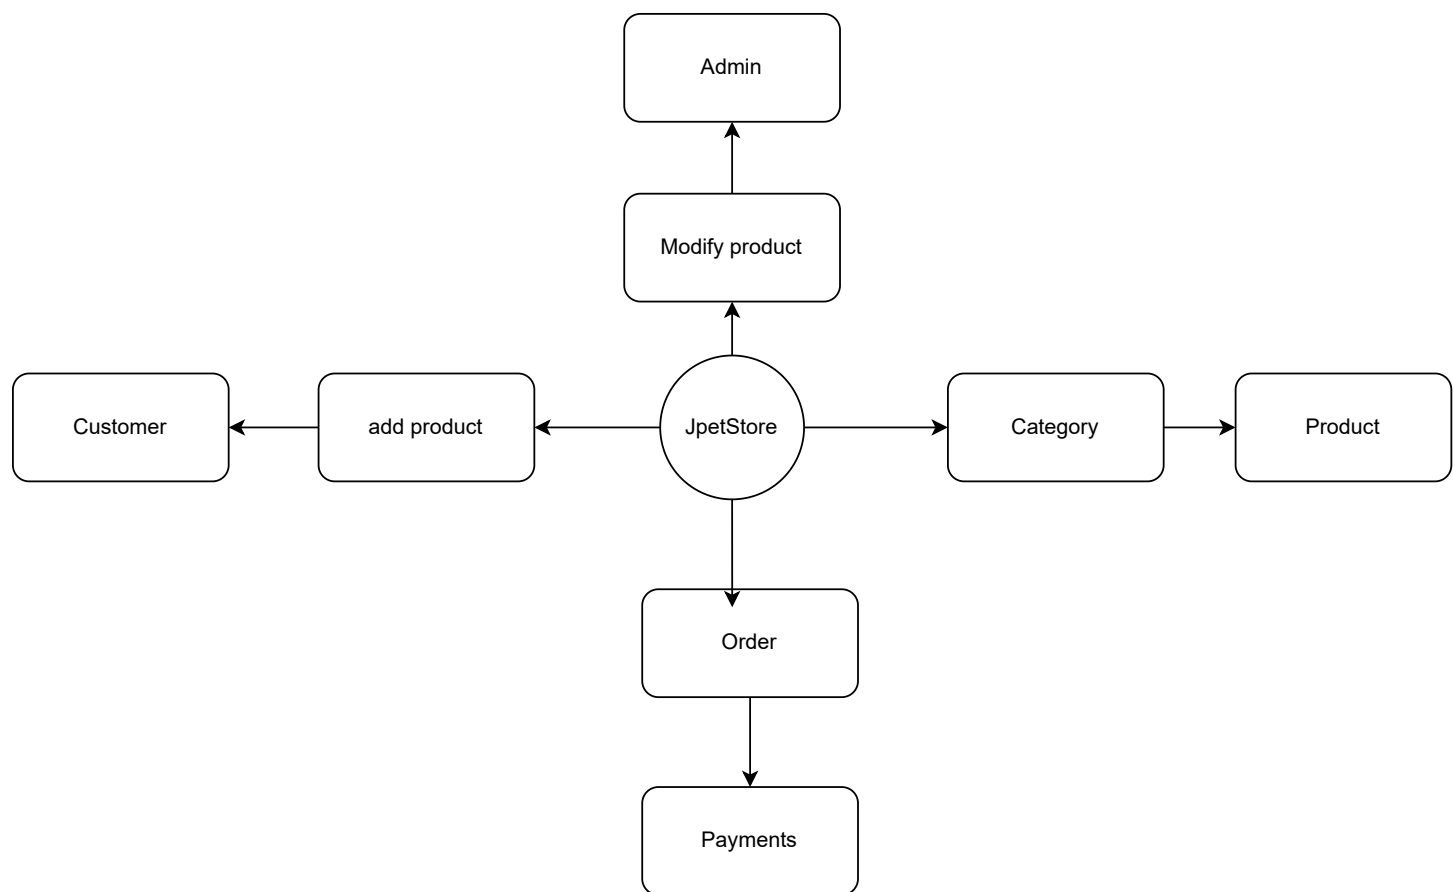 Admin
Modify product
Customer
add product
JpetStore
Category
Product
Order
Payments